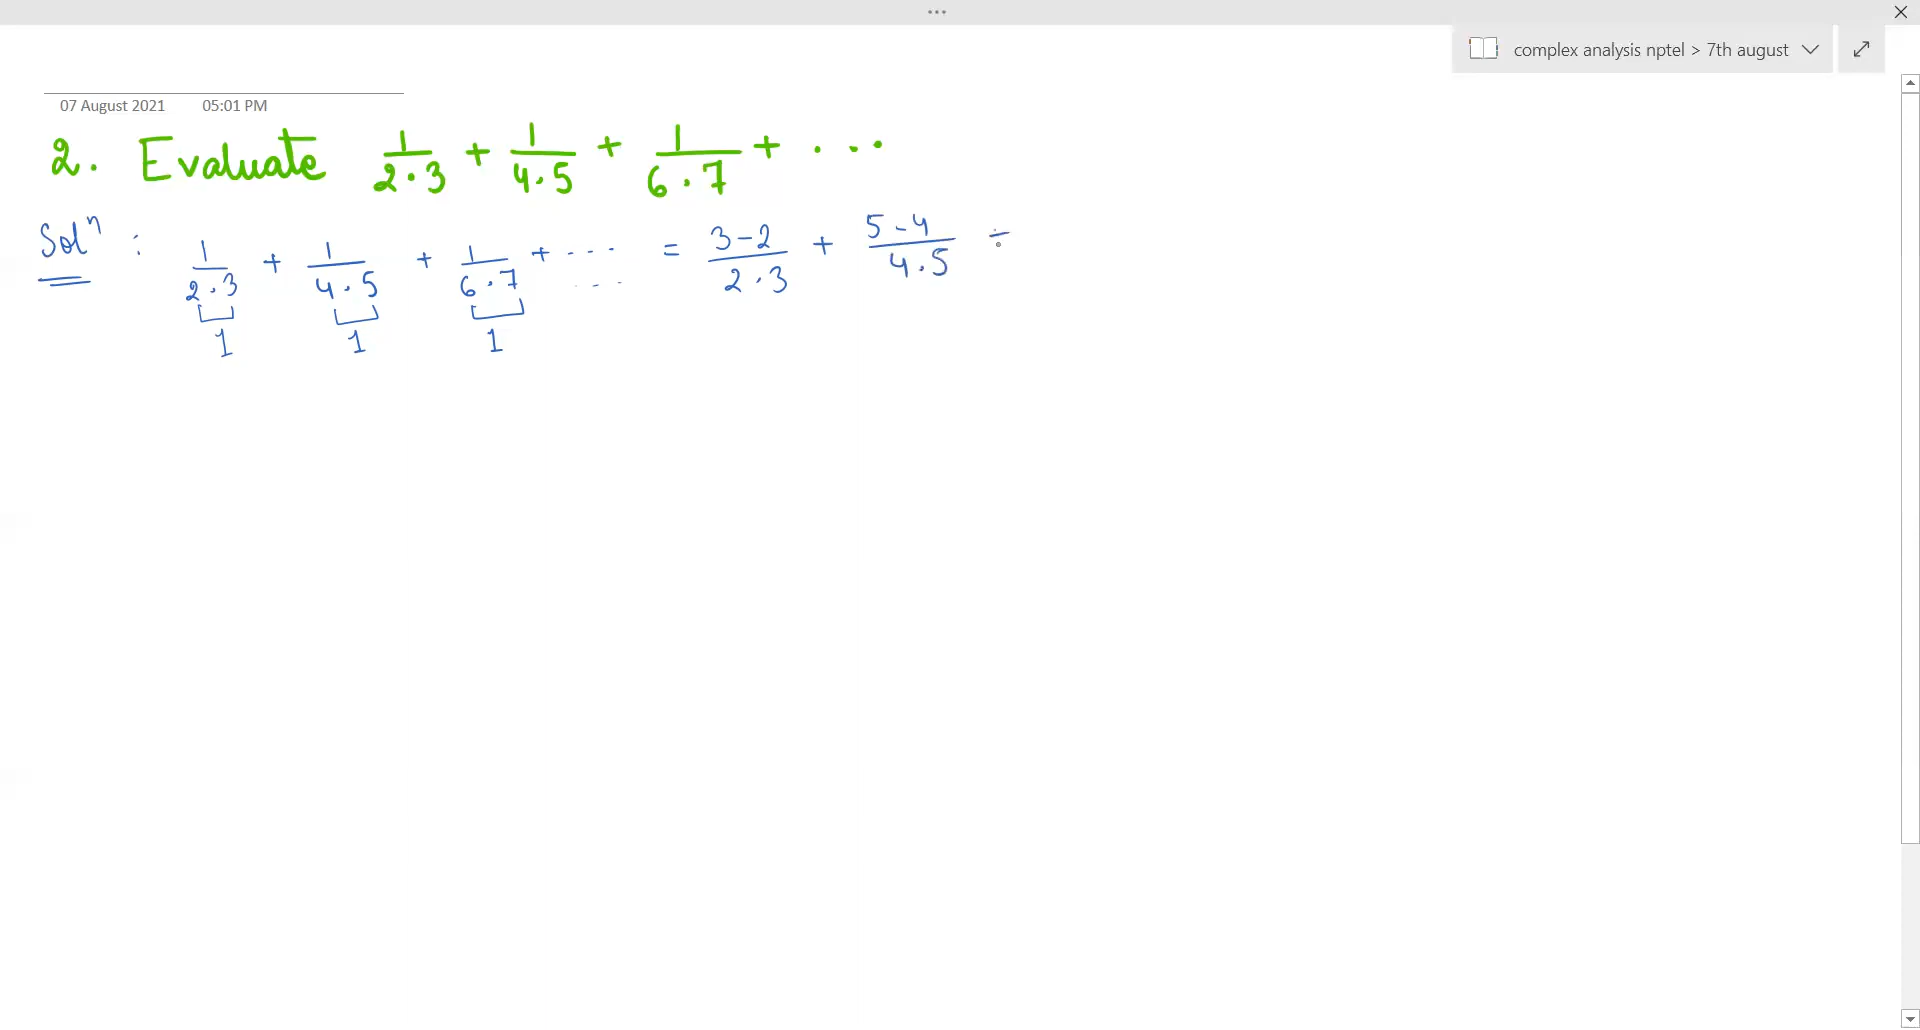 complex analysis nptel > 7th august
07 August 2021 05:01 PM
2. Evaluate 1/2·3 + 1/4·5 + 1/6·7 + ...
Solⁿ : 1/2·3 + 1/4·5 + 1/6·7 + ... ... = 3-2/2·3 + 5-4/4·5 -
1 1 1